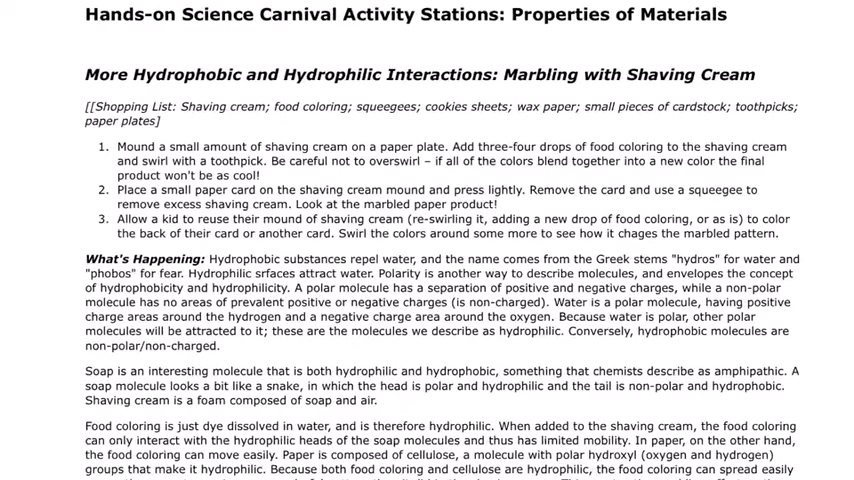 Hands-on Science Carnival Activity Stations: Properties of Materials
More Hydrophobic and Hydrophilic Interactions: Marbling with Shaving Cream
[[Shopping List: Shaving cream; food coloring; squeegees; cookies sheets; wax paper; small pieces of cardstock; toothpicks;
paper plates]
1. Mound a small amount of shaving cream on a paper plate. Add three-four drops of food coloring to the shaving cream
and swirl with a toothpick. Be careful not to overswirl – if all of the colors blend together into a new color the final
product won't be as cool!
2. Place a small paper card on the shaving cream mound and press lightly. Remove the card and use a squeegee to
remove excess shaving cream. Look at the marbled paper product!
3. Allow a kid to reuse their mound of shaving cream (re-swirling it, adding a new drop of food coloring, or as is) to color
the back of their card or another card. Swirl the colors around some more to see how it chages the marbled pattern.
What's Happening: Hydrophobic substances repel water, and the name comes from the Greek stems "hydros" for water and
"phobos" for fear. Hydrophilic srfaces attract water. Polarity is another way to describe molecules, and envelopes the concept
of hydrophobicity and hydrophilicity. A polar molecule has a separation of positive and negative charges, while a non-polar
molecule has no areas of prevalent positive or negative charges (is non-charged). Water is a polar molecule, having positive
charge areas around the hydrogen and a negative charge area around the oxygen. Because water is polar, other polar
molecules will be attracted to it; these are the molecules we describe as hydrophilic. Conversely, hydrophobic molecules are
non-polar/non-charged.
Soap is an interesting molecule that is both hydrophilic and hydrophobic, something that chemists describe as amphipathic. A
soap molecule looks a bit like a snake, in which the head is polar and hydrophilic and the tail is non-polar and hydrophobic.
Shaving cream is a foam composed of soap and air.
Food coloring is just dye dissolved in water, and is therefore hydrophilic. When added to the shaving cream, the food coloring
can only interact with the hydrophilic heads of the soap molecules and thus has limited mobility. In paper, on the other hand,
the food coloring can move easily. Paper is composed of cellulose, a molecule with polar hydroxyl (oxygen and hydrogen)
groups that make it hydrophilic. Because both food coloring and cellulose are hydrophilic, the food coloring can spread easily